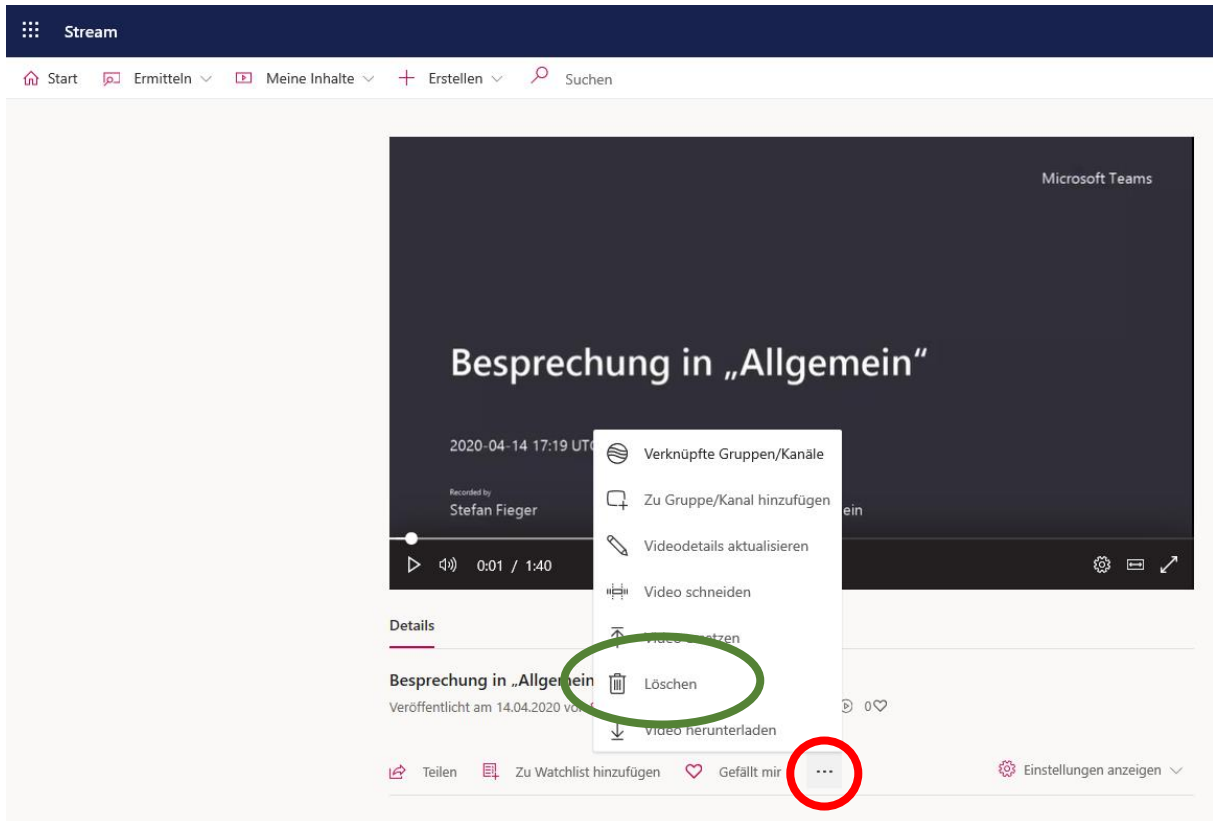 Stream
Start Ermitteln Meine Inhalte Erstellen Suchen
Microsoft Teams
Besprechung in „Allgemein“
2020-04-14 17:19 UTC
Recorded by
Stefan Fieger
ein
Verknüpfte Gruppen/Kanäle
Zu Gruppe/Kanal hinzufügen
Videodetails aktualisieren
Video schneiden
Video ersetzen
Löschen
Video herunterladen
0:01 / 1:40
Details
Besprechung in „Allgemein
Veröffentlicht am 14.04.2020
0
Teilen Zu Watchlist hinzufügen Gefällt mir ... Einstellungen anzeigen